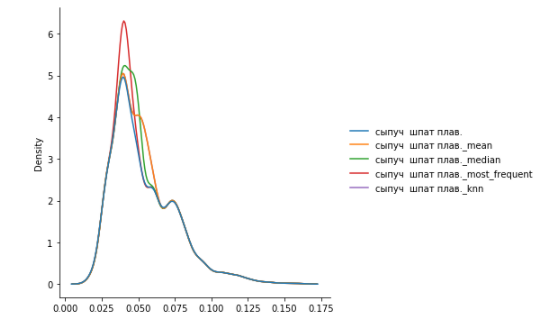 6
5
4
3
2
1
0
Density
0.000 0.025 0.050 0.075 0.100 0.125 0.150 0.175
сыпуч шпат плав.
сыпуч шпат плав._mean
сыпуч шпат плав._median
сыпуч шпат плав._most_frequent
сыпуч шпат плав._knn